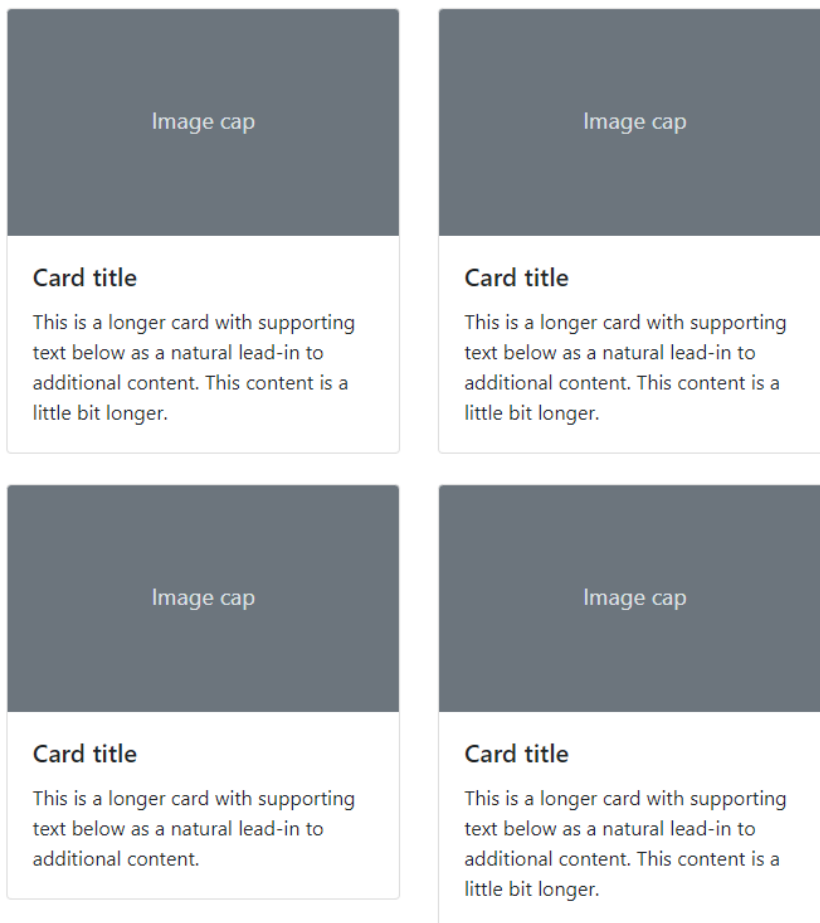 Image cap
Card title
This is a longer card with supporting
text below as a natural lead-in to
additional content. This content is a
little bit longer.
Image cap
Card title
This is a longer card with supporting
text below as a natural lead-in to
additional content. This content is a
little bit longer.
Image cap
Card title
This is a longer card with supporting
text below as a natural lead-in to
additional content.
Image cap
Card title
This is a longer card with supporting
text below as a natural lead-in to
additional content. This content is a
little bit longer.